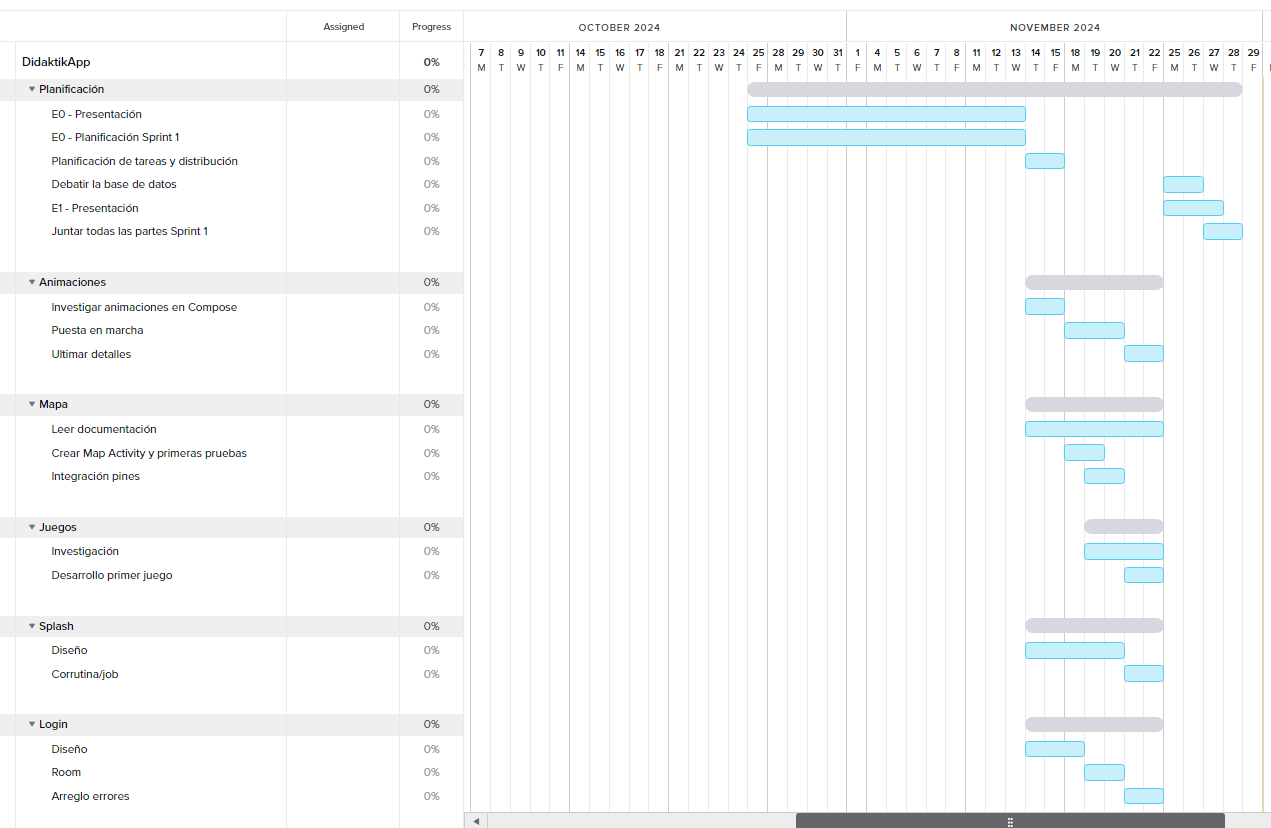 Assigned Progress OCTOBER 2024 NOVEMBER 2024
7 8 9 10 11 14 15 16 17 18 21 22 23 24 25 28 29 30 31 1 4 5 6 7 8 11 12 13 14 15 18 19 20 21 22 25 26 27 28 29
M T W T F M T W T F M T W T F M T W T F M T W T F M T W T F M T W T F M T W T F
DidaktikApp 0%
Planificación 0%
E0 - Presentación 0%
E0 - Planificación Sprint 1 0%
Planificación de tareas y distribución 0%
Debatir la base de datos 0%
E1 - Presentación 0%
Juntar todas las partes Sprint 1 0%
Animaciones 0%
Investigar animaciones en Compose 0%
Puesta en marcha 0%
Ultimar detalles 0%
Mapa 0%
Leer documentación 0%
Crear Map Activity y primeras pruebas 0%
Integración pines 0%
Juegos 0%
Investigación 0%
Desarrollo primer juego 0%
Splash 0%
Diseño 0%
Corrutina/job 0%
Login 0%
Diseño 0%
Room 0%
Arreglo errores 0%